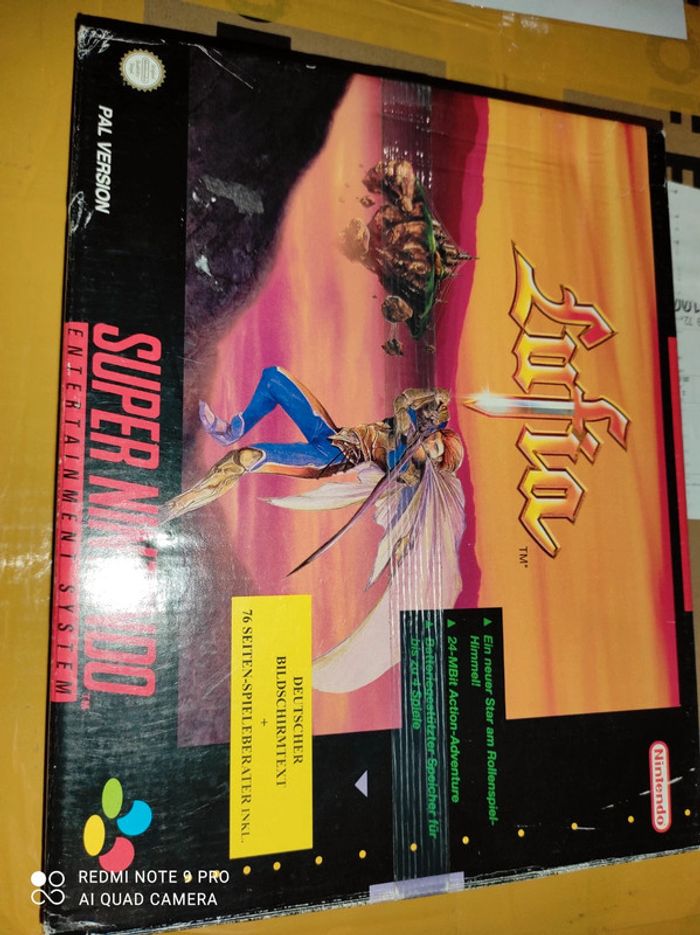 Lufia
TM*
Nintendo
▲ Ein neuer Star am Rollenspiel-
Himmel!
▲ 24-MBit Action-Adventure
▲ Batteriegestützter Speicher für
bis zu 4 Spiele
DEUTSCHER
BILDSCHIRMTEXT
+
76 SEITEN-SPIELEBERATER INKL.
PAL VERSION
SUPER NINTENDO
TM
ENTERTAINMENT SYSTEM
REDMI NOTE 9 PRO
AI QUAD CAMERA